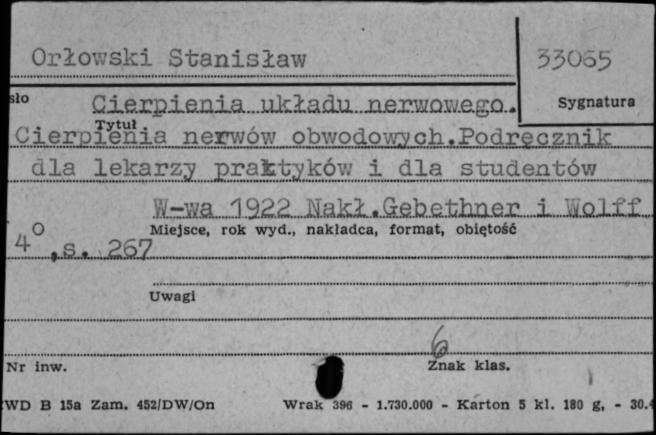 Orłowski Stanisław
33065
sło
Cierpienia układu nerwowego.
Sygnatura
Tytuł
Cierpienia nerwów obwodowych.Podręcznik
dla lekarzy praktyków i dla studentów
W-wa 1922 Nakł.Gebethner i Wolff
Miejsce, rok wyd., nakładca, format, objętość
4°,s. 267
Uwagi
6
Nr inw.
Znak klas.
WD B 15a Zam. 452/DW/On
Wrak 396 - 1.730.000 - Karton 5 kl. 180 g, - 30.4